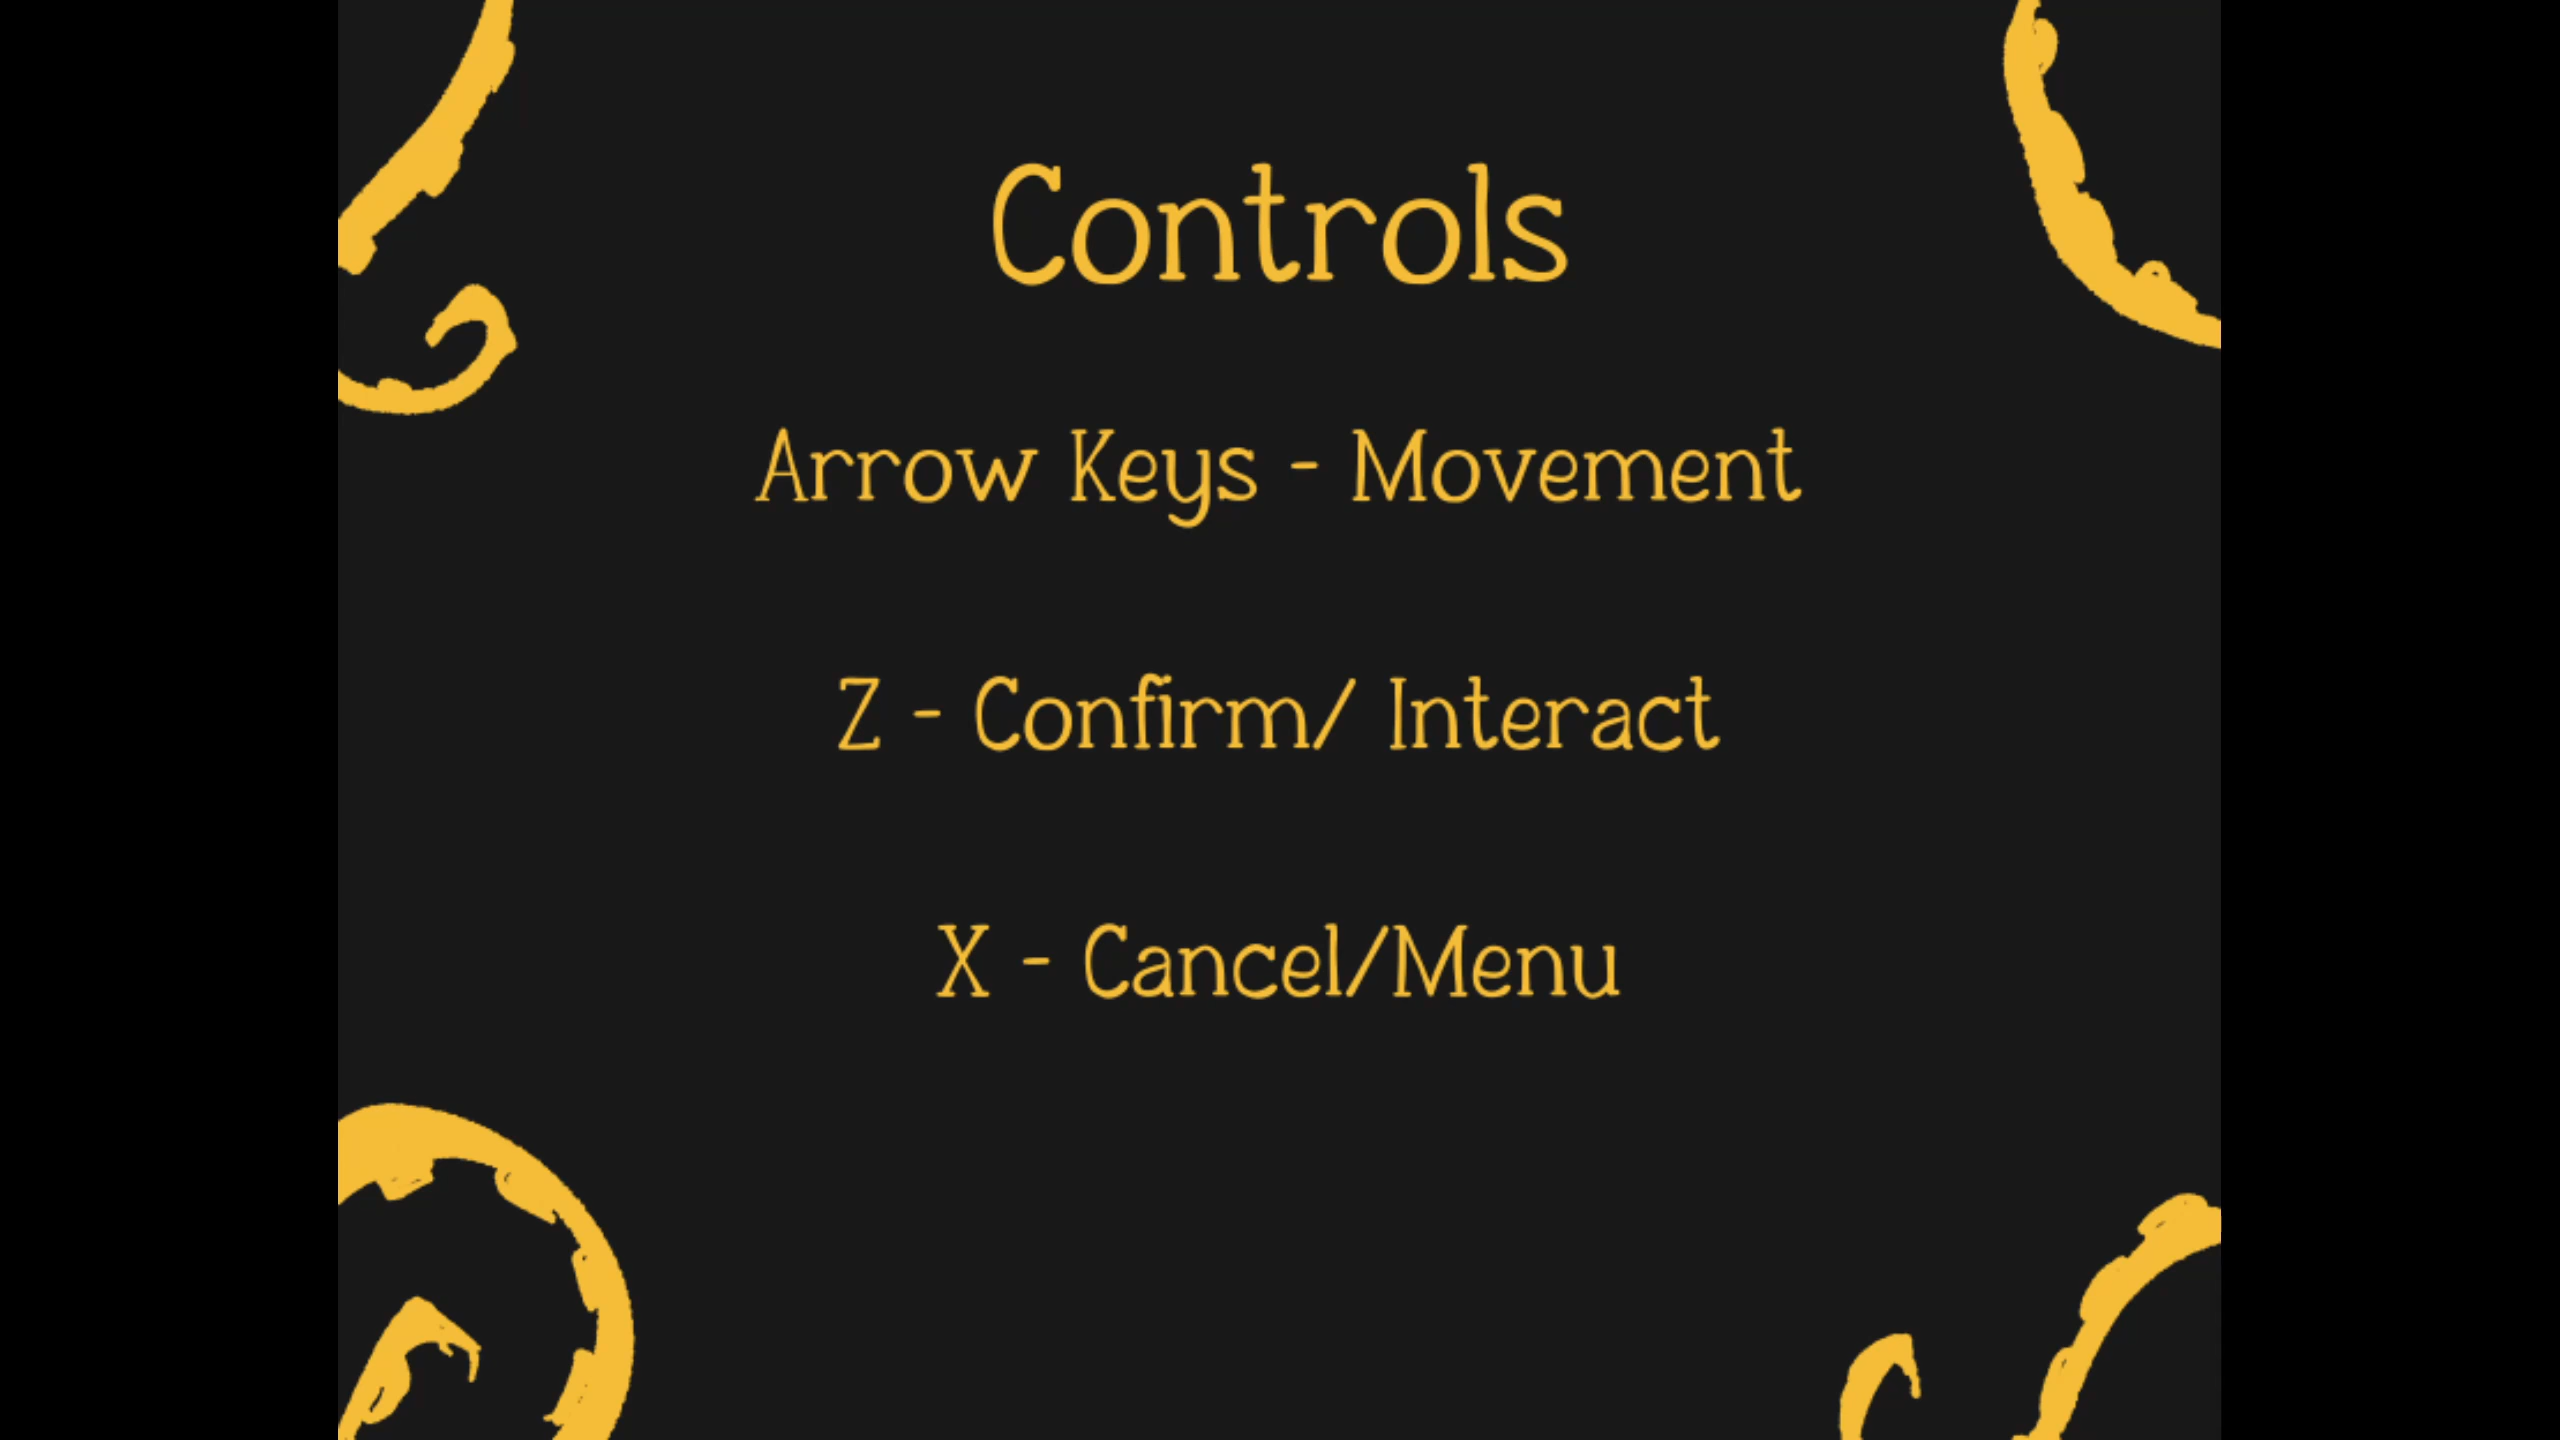 Controls
Arrow Keys - Movement
Z - Confirm/ Interact
X - Cancel/Menu